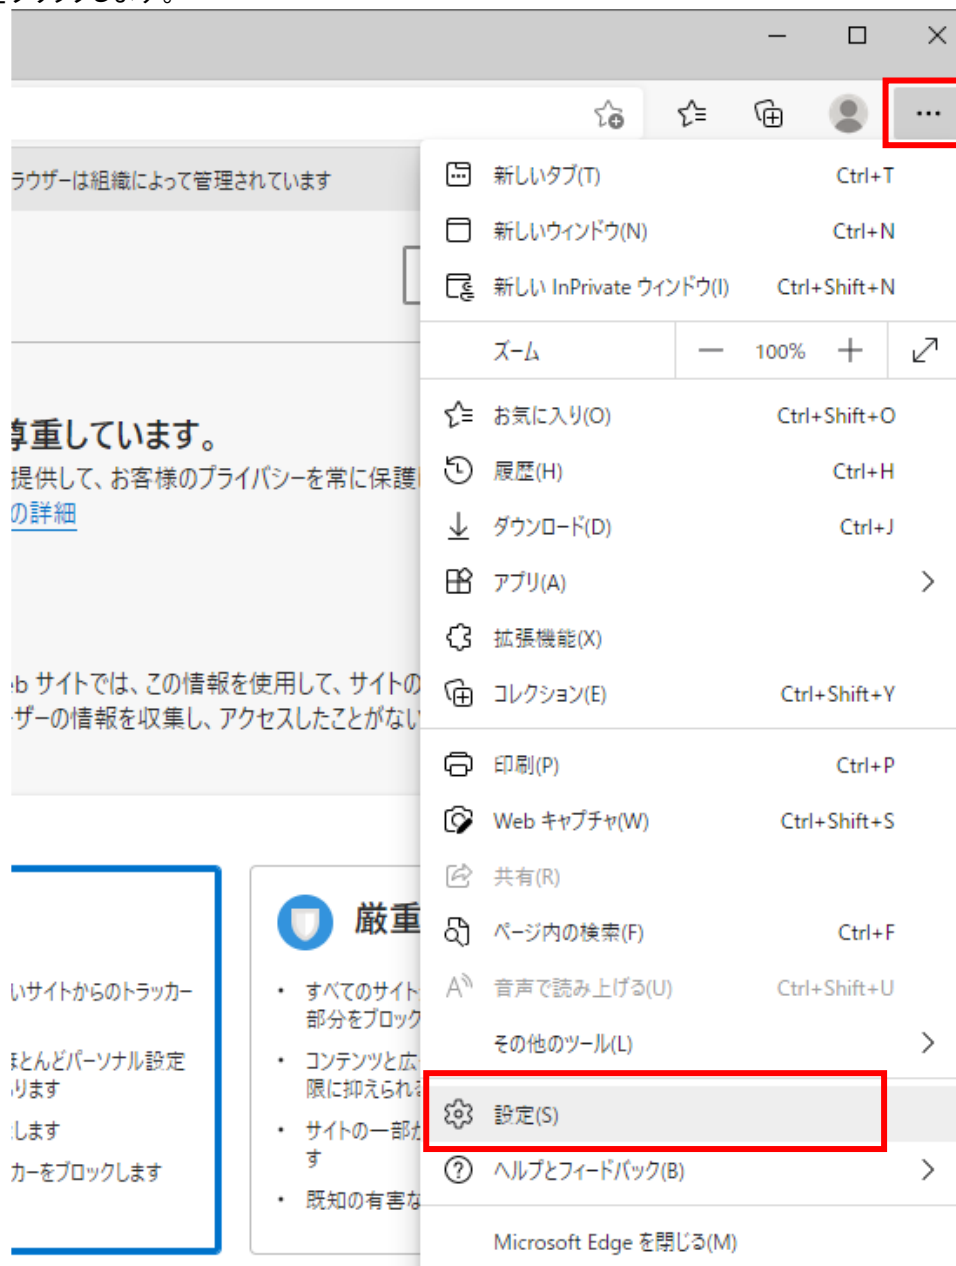 ラウザーは組織によって管理されています
尊重しています。
提供して、お客様のプライバシーを常に保護
の詳細
eb サイトでは、この情報を使用して、サイトの
ーザーの情報を収集し、アクセスしたことがない
いサイトからのトラッカー
ほとんどパーソナル設定
ります
します
カーをブロックします
厳重
• すべてのサイト
部分をブロック
• コンテンツと広
限に抑えられる
• サイトの一部が
す
• 既知の有害な
新しいタブ(T) Ctrl+T
新しいウィンドウ(N) Ctrl+N
新しい InPrivate ウィンドウ(I) Ctrl+Shift+N
ズーム — 100% +
お気に入り(O) Ctrl+Shift+O
履歴(H) Ctrl+H
ダウンロード(D) Ctrl+J
アプリ(A)
拡張機能(X)
コレクション(E) Ctrl+Shift+Y
印刷(P) Ctrl+P
Web キャプチャ(W) Ctrl+Shift+S
共有(R)
ページ内の検索(F) Ctrl+F
音声で読み上げる(U) Ctrl+Shift+U
その他のツール(L)
設定(S)
ヘルプとフィードバック(B)
Microsoft Edge を閉じる(M)